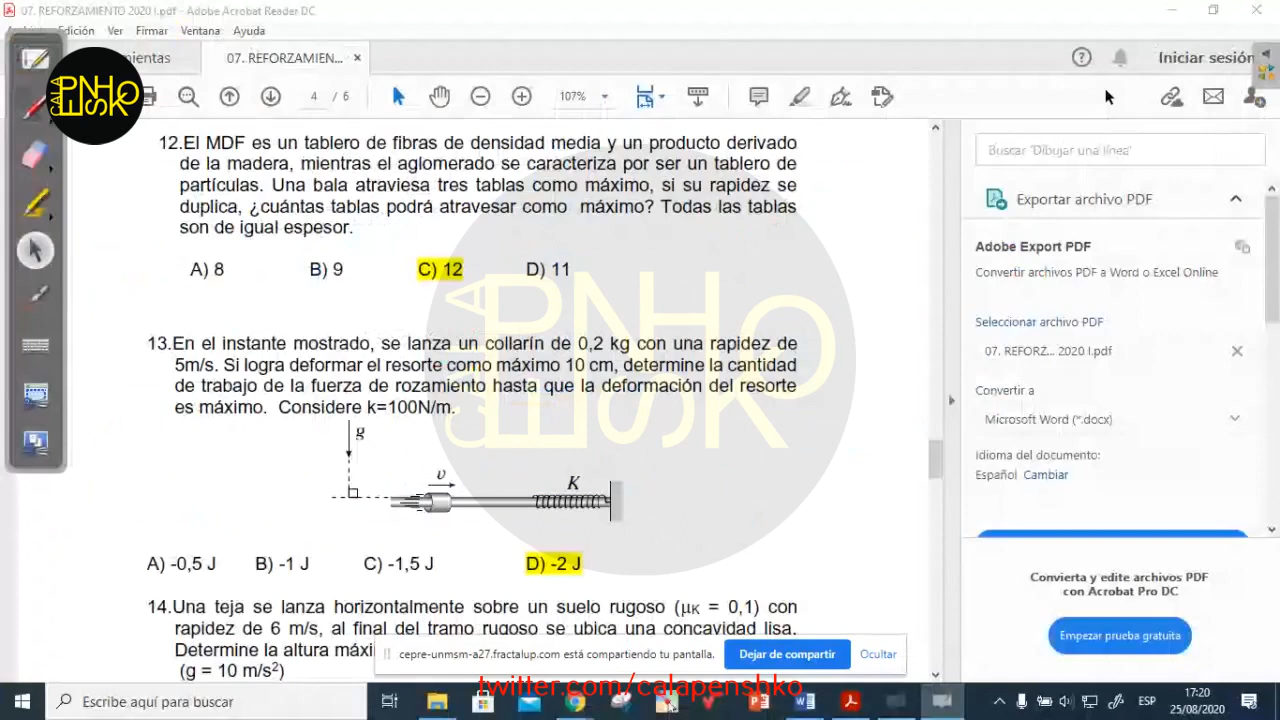 07. REFORZAMIENTO 2020 I.pdf - Adobe Acrobat Reader DC
Edición Ver Firmar Ventana Ayuda
07. REFORZAMIEN... ×
Iniciar sesión
4 / 6
107%
CALA
PENSHKO
12.El MDF es un tablero de fibras de densidad media y un producto derivado
de la madera, mientras el aglomerado se caracteriza por ser un tablero de
partículas. Una bala atraviesa tres tablas como máximo, si su rapidez se
duplica, ¿cuántas tablas podrá atravesar como máximo? Todas las tablas
son de igual espesor.
A) 8 B) 9 C) 12 D) 11
13.En el instante mostrado, se lanza un collarín de 0,2 kg con una rapidez de
5m/s. Si logra deformar el resorte como máximo 10 cm, determine la cantidad
de trabajo de la fuerza de rozamiento hasta que la deformación del resorte
es máximo. Considere k=100N/m.
g
υ
K
A) -0,5 J B) -1 J C) -1,5 J D) -2 J
14.Una teja se lanza horizontalmente sobre un suelo rugoso (μK = 0,1) con
rapidez de 6 m/s, al final del tramo rugoso se ubica una concavidad lisa.
Determine la altura máxi
(g = 10 m/s²)
Buscar "Dibujar una línea"
Exportar archivo PDF
Adobe Export PDF
Convertir archivos PDF a Word o Excel Online
Seleccionar archivo PDF
07. REFORZ... 2020 I.pdf
Convertir a
Microsoft Word (*.docx)
Idioma del documento:
Español Cambiar
Convierta y edite archivos PDF
con Acrobat Pro DC
Empezar prueba gratuita
cepre-unmsm-a27.fractalup.com está compartiendo tu pantalla. Dejar de compartir Ocultar
twitter.com/calapenshko
Escribe aquí para buscar
ESP
17:20
25/08/2020